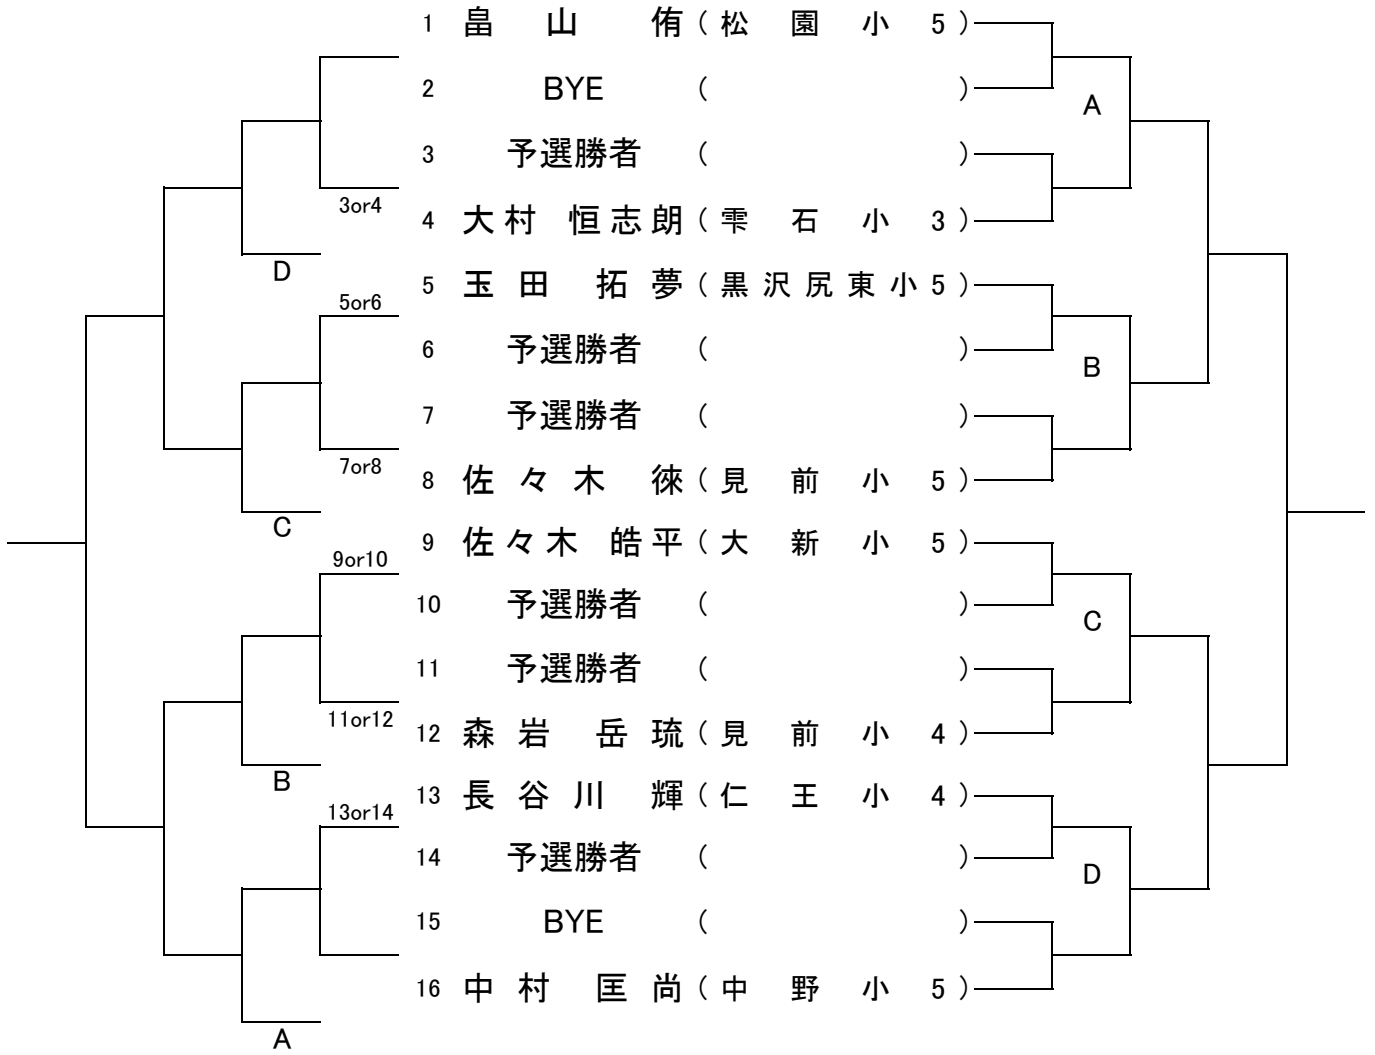 1 畠山 侑 ( 松園小 5 )
2 BYE ( )
A
3 予選勝者 ( )
3or4
4 大村 恒志朗 ( 雫石小 3 )
D
5 玉田 拓夢 ( 黒沢尻東小 5 )
5or6
6 予選勝者 ( )
B
7 予選勝者 ( )
7or8
8 佐々木 徠 ( 見前小 5 )
C
9 佐々木 皓平 ( 大新小 5 )
9or10
10 予選勝者 ( )
C
11 予選勝者 ( )
11or12
12 森岩 岳琉 ( 見前小 4 )
B
13 長谷川 輝 ( 仁王小 4 )
13or14
14 予選勝者 ( )
D
15 BYE ( )
16 中村 匡尚 ( 中野小 5 )
A